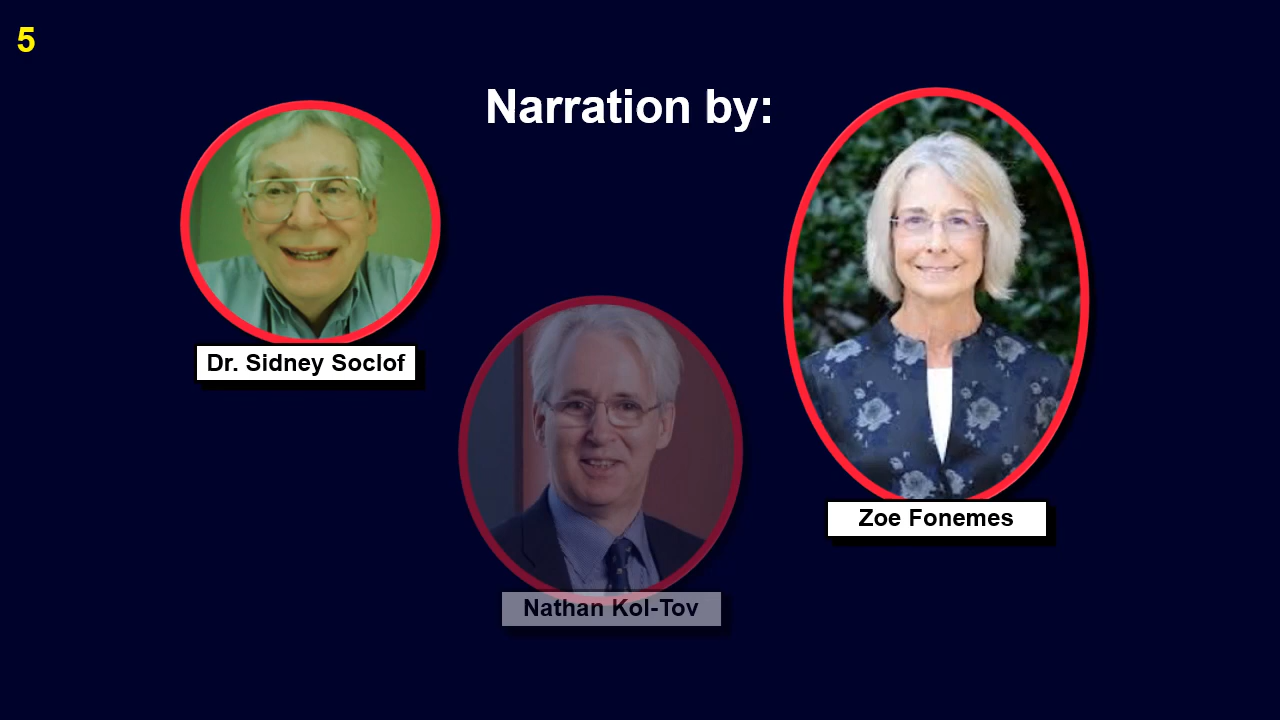 5
Narration by:
Dr. Sidney Soclof
Zoe Fonemes
Nathan Kol-Tov